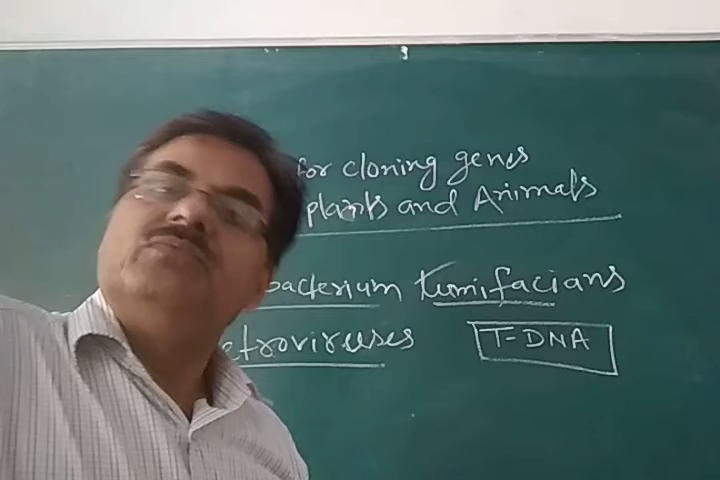 for cloning genes
plants and Animals
bacterium tumifacians
etroviruses T-DNA